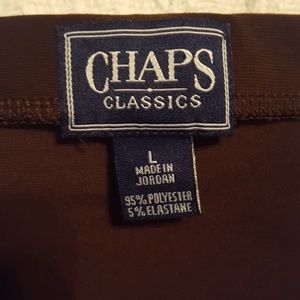 CHAPS
CLASSICS
L
MADE IN
JORDAN
95% POLYESTER
5% ELASTANE